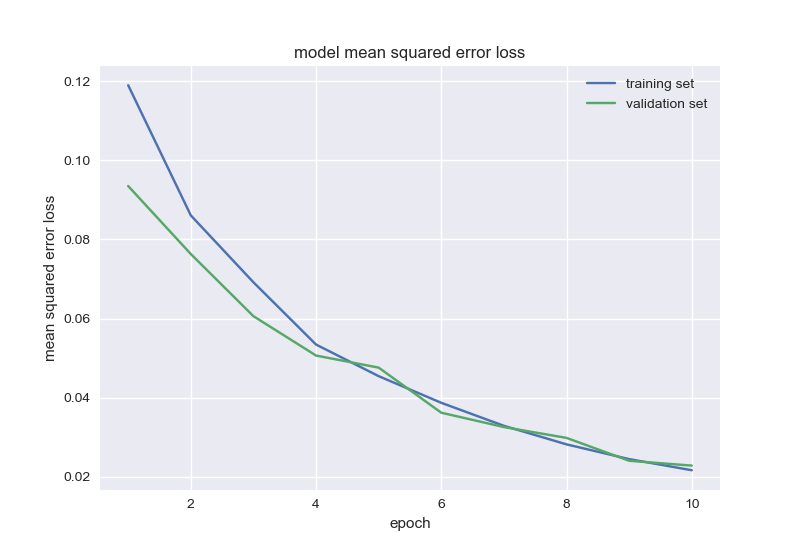 model mean squared error loss
training set
validation set
0.12
0.10
0.08
0.06
0.04
0.02
mean squared error loss
2 4 6 8 10
epoch